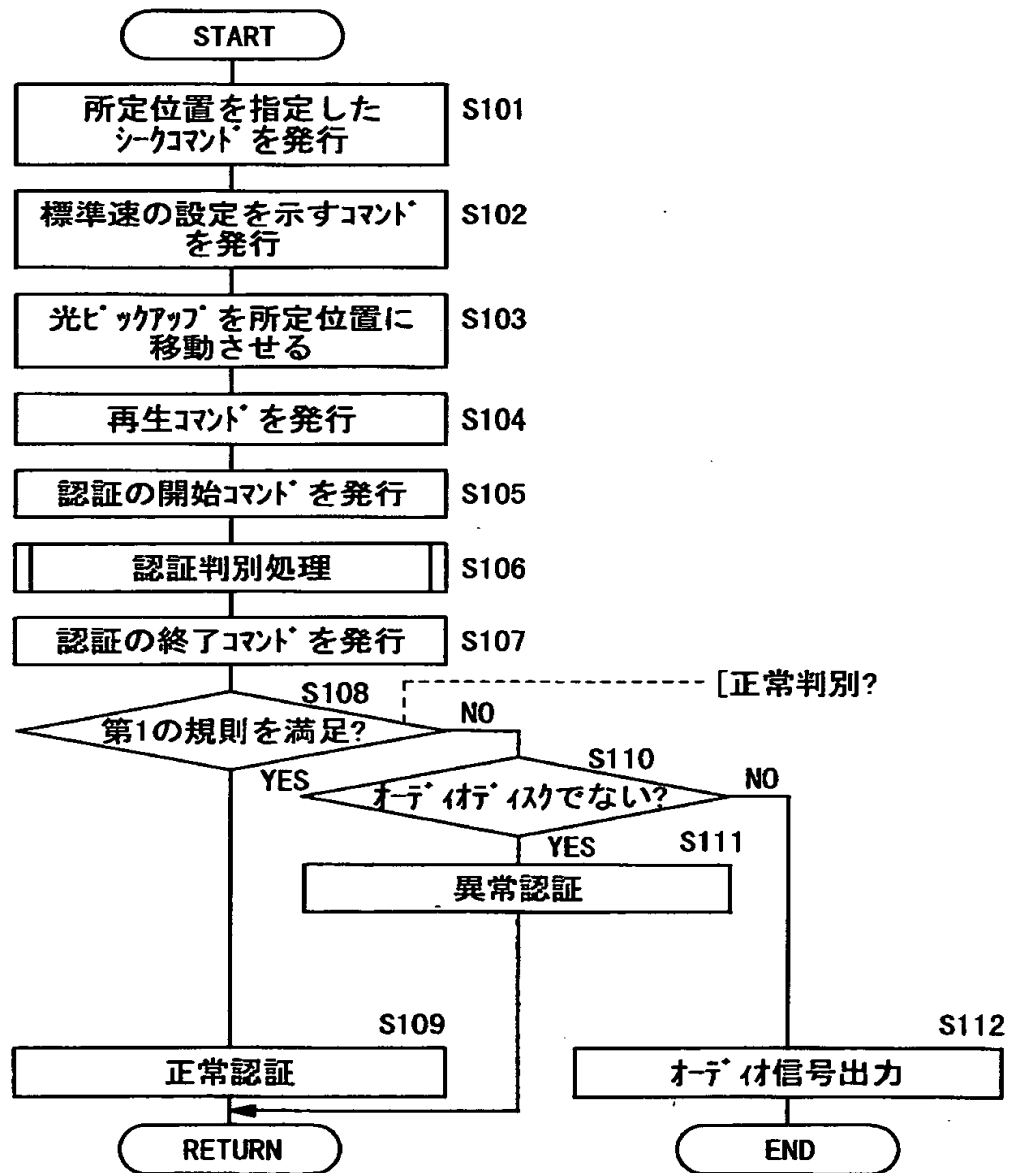 START
所定位置を指定した
シークコマンドを発行
S101
標準速の設定を示すコマンド
を発行
S102
光ピックアップを所定位置に
移動させる
S103
再生コマンドを発行
S104
認証の開始コマンドを発行
S105
認証判別処理
S106
認証の終了コマンドを発行
S107
S108
[正常判別?
第1の規則を満足?
NO
YES
S110
オーディオディスクでない?
NO
YES
S111
異常認証
S109
正常認証
S112
オーディオ信号出力
RETURN
END